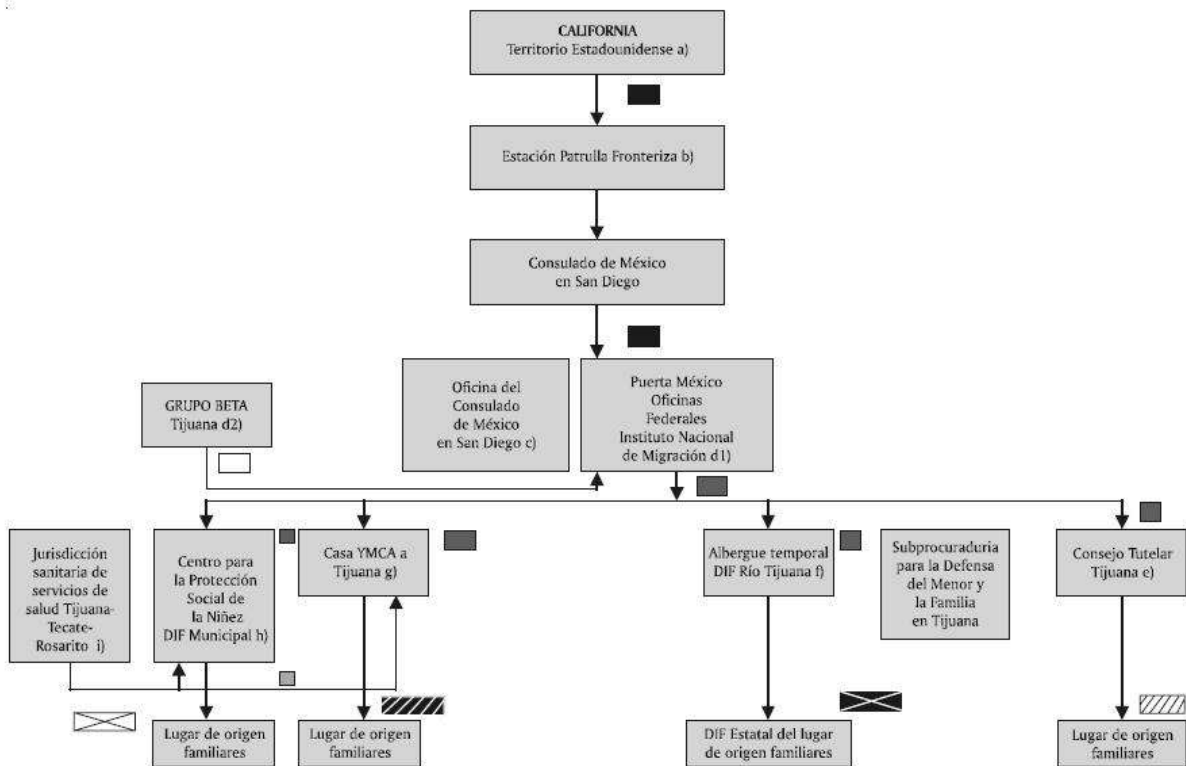 CALIFORNIA
Territorio Estadounidense a)
Estación Patrulla Fronteriza b)
Consulado de México
en San Diego
GRUPO BETA
Tijuana d2)
Oficina del
Consulado
de México
en San Diego c)
Puerta México
Oficinas
Federales
Instituto Nacional
de Migración d1)
Jurisdicción
sanitaria de
servicios de
salud Tijuana-
Tecate-
Rosarito i)
Centro para
la Protección
Social de
la Niñez
DIF Municipal h)
Casa YMCA a
Tijuana g)
Albergue temporal
DIF Río Tijuana f)
Subprocuraduría
para la Defensa
del Menor y
la Familia
en Tijuana
Consejo Tutelar
Tijuana e)
Lugar de origen
familiares
Lugar de origen
familiares
DIF Estatal del lugar
de origen familiares
Lugar de origen
familiares